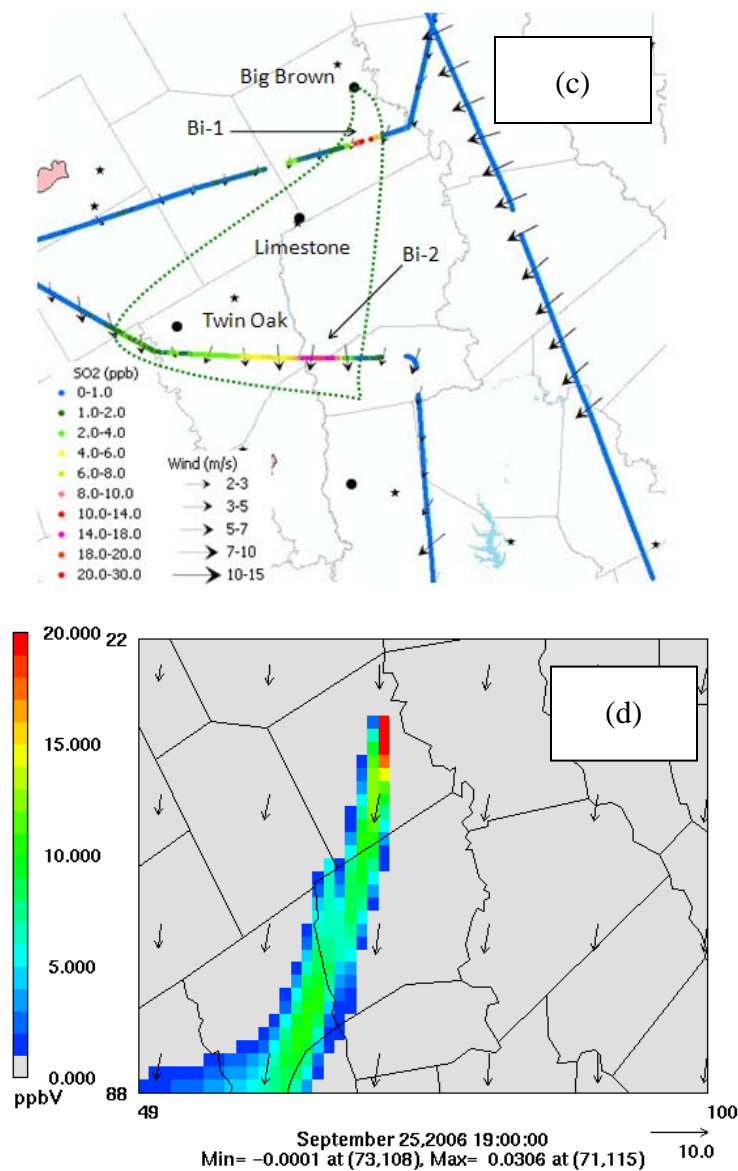 (c)
Big Brown
Bi-1
Limestone
Bi-2
Twin Oak
SO2 (ppb)
0-1.0
1.0-2.0
2.0-4.0
4.0-6.0
6.0-8.0
8.0-10.0
10.0-14.0
14.0-18.0
18.0-20.0
20.0-30.0
Wind (m/s)
2-3
3-5
5-7
7-10
10-15
(d)
20.000
15.000
10.000
5.000
0.000
ppbV
22
88
49
100
September 25,2006 19:00:00
Min= -0.0001 at (73,108), Max= 0.0306 at (71,115)
10.0